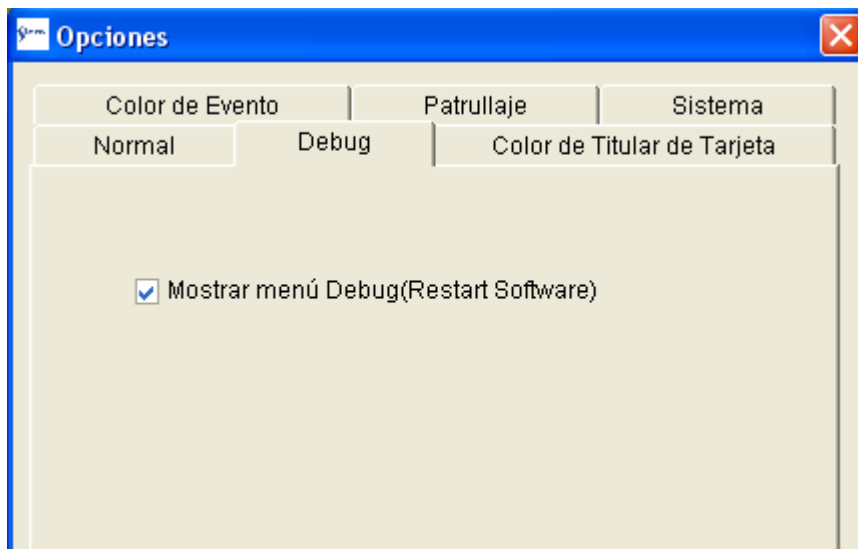 Opciones
Color de Evento Patrullaje Sistema
Normal Debug Color de Titular de Tarjeta
Mostrar menú Debug(Restart Software)